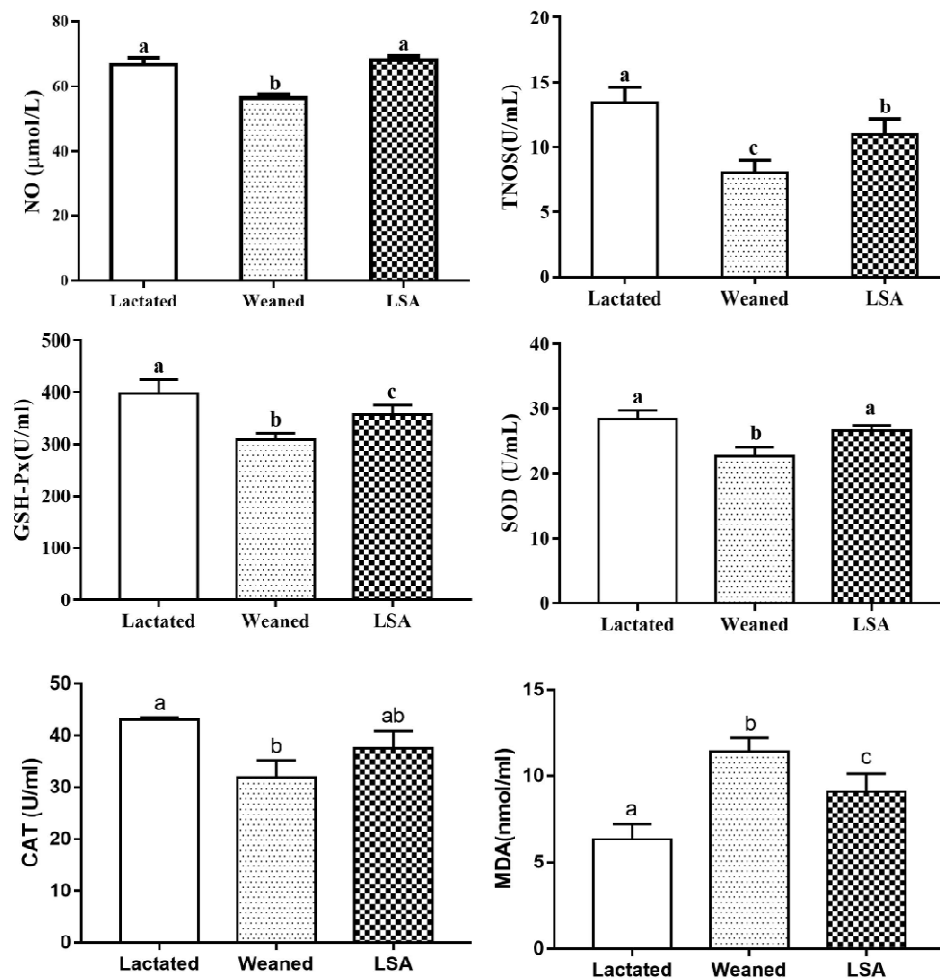 80
60
40
20
0
NO (μmol/L)
a
b
a
Lactated Weaned LSA
20
15
10
5
0
TNOS(U/mL)
a
c
b
Lactated Weaned LSA
500
400
300
200
100
0
GSH-Px(U/ml)
a
b
c
Lactated Weaned LSA
40
30
20
10
0
SOD (U/mL)
a
b
a
Lactated Weaned LSA
50
40
30
20
10
0
CAT (U/ml)
a
b
ab
Lactated Weaned LSA
15
10
5
0
MDA(nmol/ml)
a
b
c
Lactated Weaned LSA